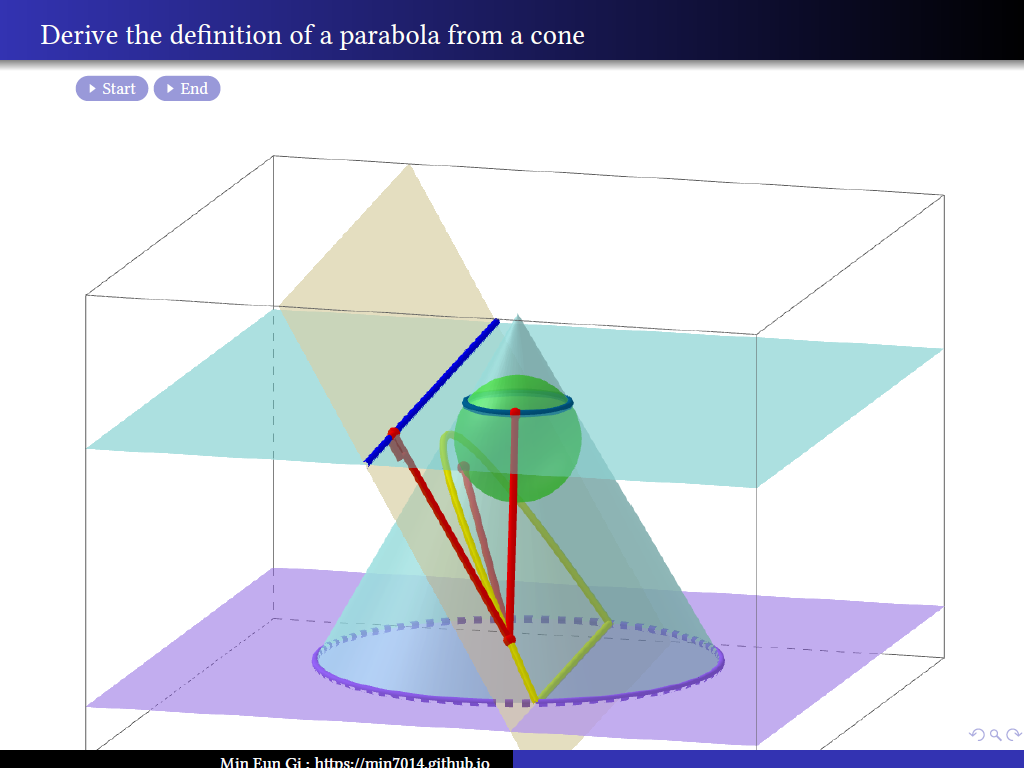 Derive the definition of a parabola from a cone
Start
End
Min Eun Gi : https://min7014.github.io